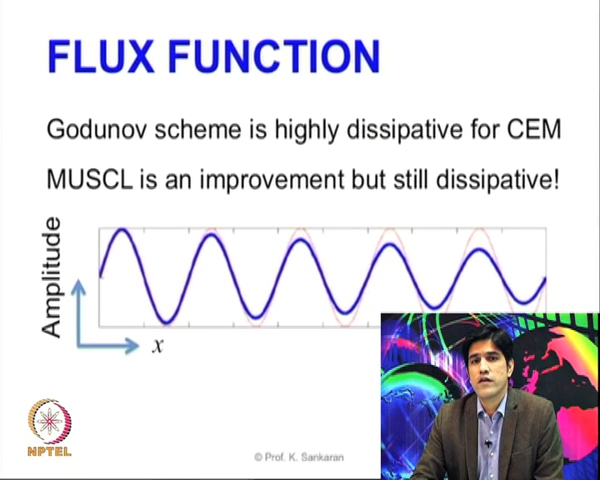 FLUX FUNCTION
Godunov scheme is highly dissipative for CEM
MUSCL is an improvement but still dissipative!
Amplitude
x
NPTEL
© Prof. K. Sankaran